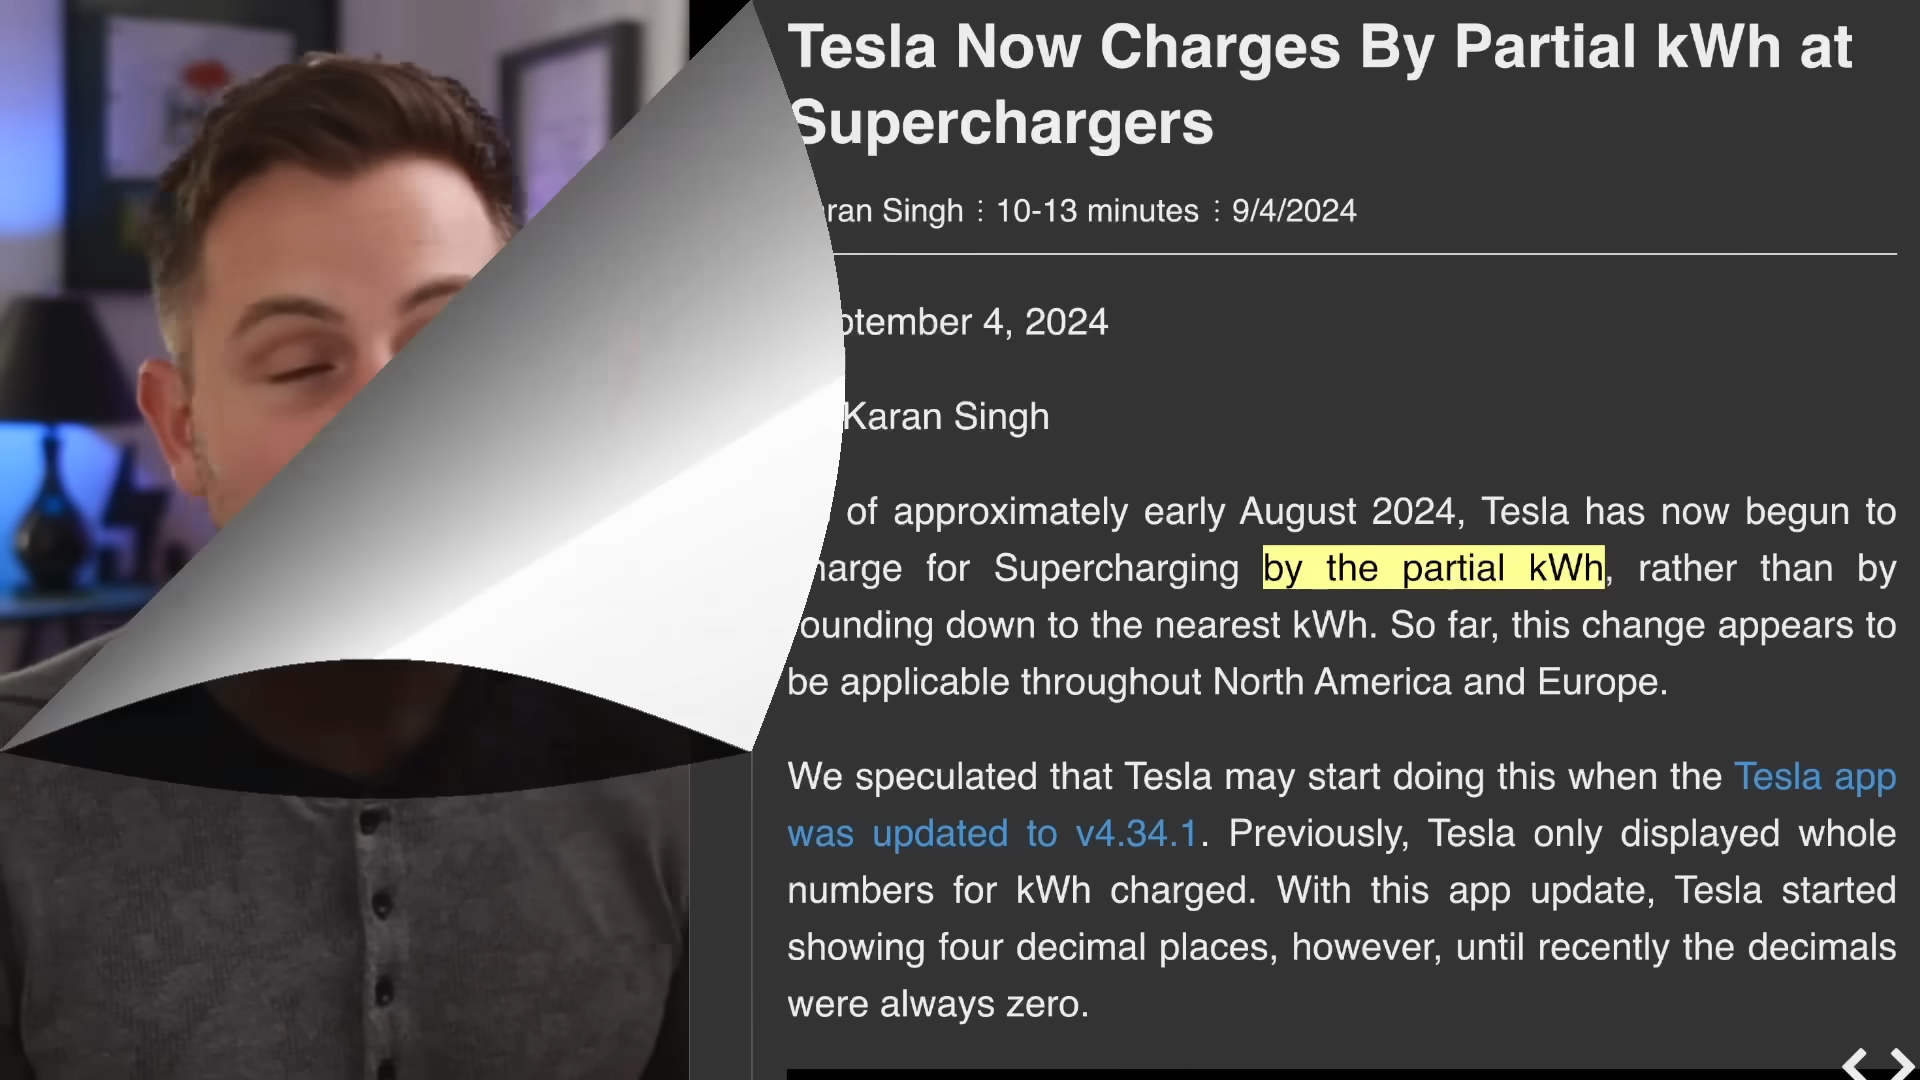 Tesla Now Charges By Partial kWh at
Superchargers
ran Singh ⋮ 10-13 minutes ⋮ 9/4/2024
ptember 4, 2024
Karan Singh
of approximately early August 2024, Tesla has now begun to
harge for Supercharging by the partial kWh, rather than by
ounding down to the nearest kWh. So far, this change appears to
be applicable throughout North America and Europe.
We speculated that Tesla may start doing this when the Tesla app
was updated to v4.34.1. Previously, Tesla only displayed whole
numbers for kWh charged. With this app update, Tesla started
showing four decimal places, however, until recently the decimals
were always zero.